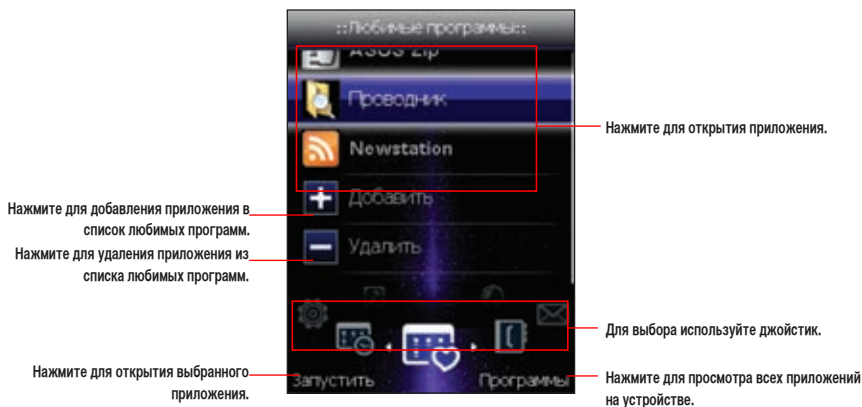 ::Любимые программы::
ASUS Zip
Проводник
Нажмите для открытия приложения.
Newstation
Добавить
Нажмите для добавления приложения в
список любимых программ.
Удалить
Нажмите для удаления приложения из
списка любимых программ.
Для выбора используйте джойстик.
Нажмите для открытия выбранного
приложения.
Запустить
Программы
Нажмите для просмотра всех приложений
на устройстве.